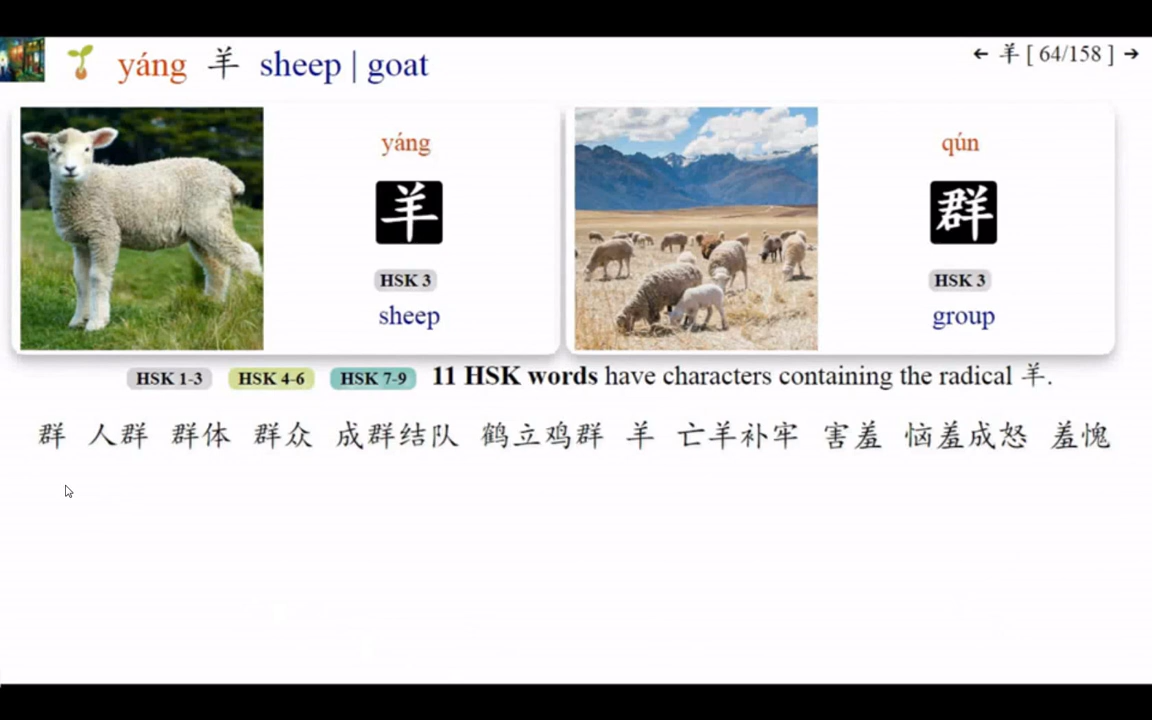 yáng 羊 sheep | goat
← 羊 [ 64/158 ] →
yáng
羊
HSK 3
sheep
qún
群
HSK 3
group
HSK 1-3 HSK 4-6 HSK 7-9 11 HSK words have characters containing the radical 羊.
群 人群 群体 群众 成群结队 鹤立鸡群 羊 亡羊补牢 害羞 恼羞成怒 羞愧